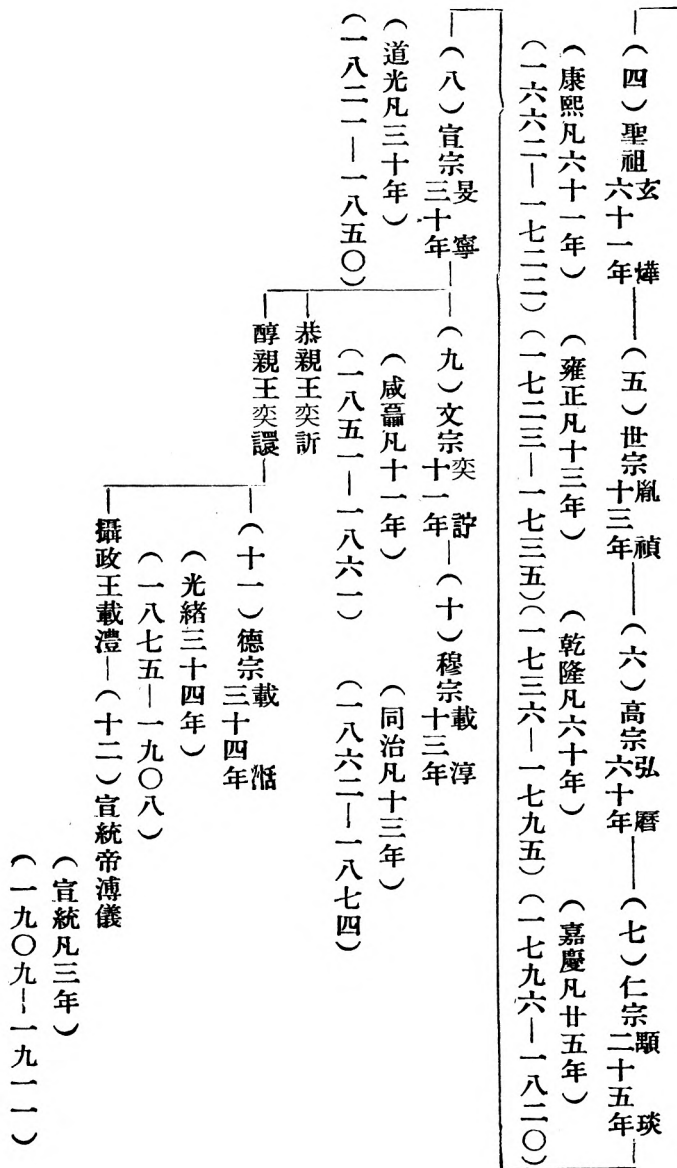 （四）聖祖玄燁六十一年
（康熙凡六十一年）
（一六六二—一七二二）
（五）世宗胤禎十三年
（雍正凡十三年）
（一七二三—一七三五）
（六）高宗弘曆六十年
（乾隆凡六十年）
（一七三六—一七九五）
（七）仁宗顒琰二十五年
（嘉慶凡廿五年）
（一七九六—一八二〇）
（八）宣宗旻寧三十年
（道光凡三十年）
（一八二一—一八五〇）
（九）文宗奕詝十一年
（咸豐凡十一年）
（一八五一—一八六一）
（十）穆宗載淳十三年
（同治凡十三年）
（一八六二—一八七四）
恭親王奕訢
醇親王奕譞
（十一）德宗載湉三十四年
（光緒三十四年）
（一八七五—一九〇八）
攝政王載澧—（十二）宣統帝溥儀
（宣統凡三年）
（一九〇九—一九一一）